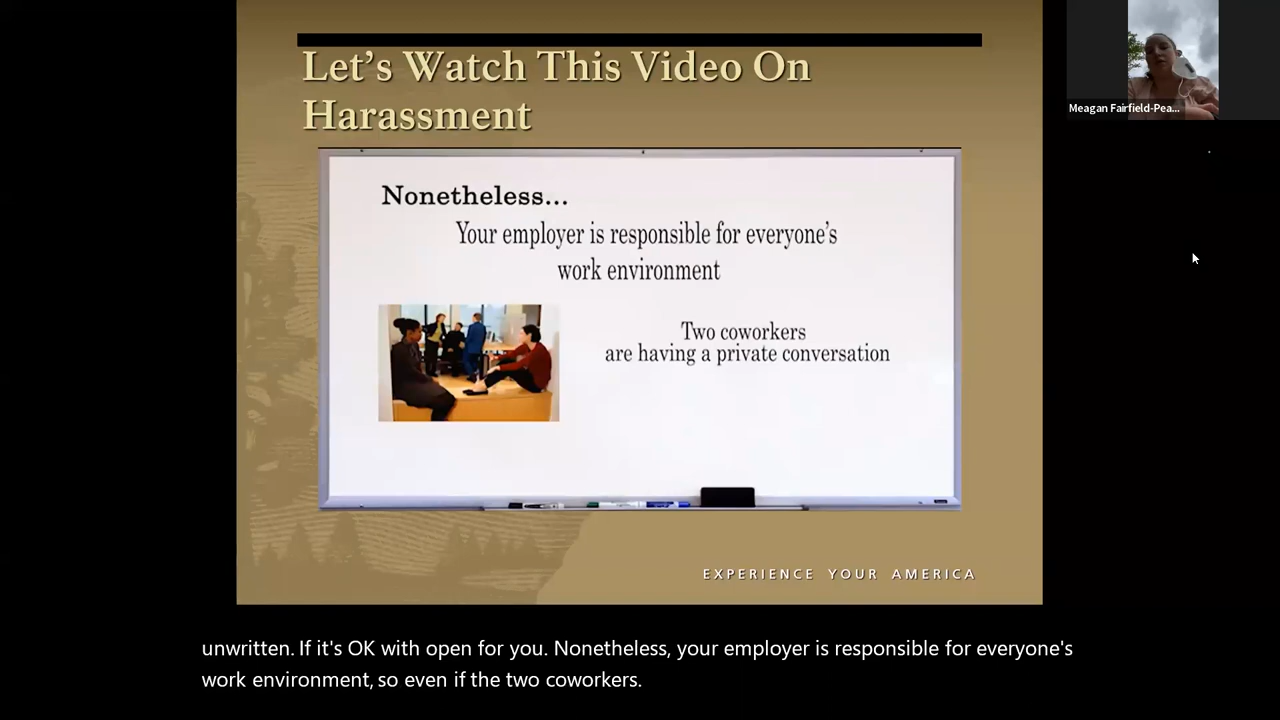 Let's Watch This Video On
Harassment
Nonetheless...
Your employer is responsible for everyone's
work environment
Two coworkers
are having a private conversation
EXPERIENCE YOUR AMERICA
Meagan Fairfield-Pea...
unwritten. If it's OK with open for you. Nonetheless, your employer is responsible for everyone's
work environment, so even if the two coworkers.